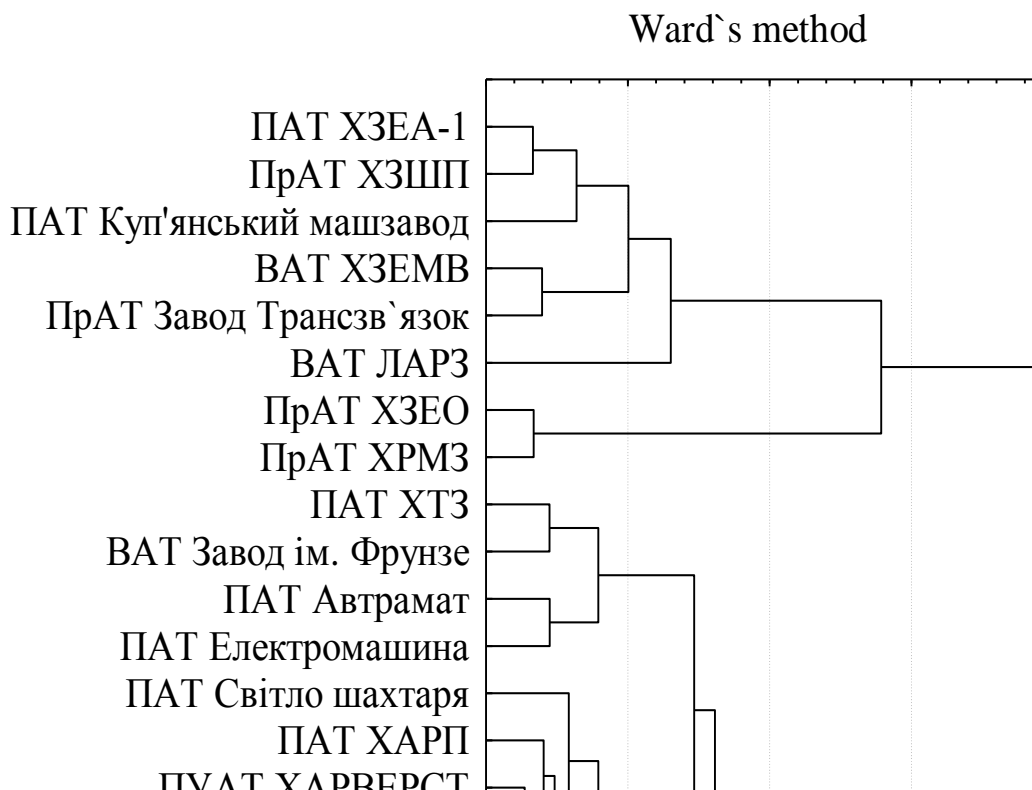 Ward`s method
ПАТ ХЗЕА-1
ПрАТ ХЗШП
ПАТ Куп'янський машзавод
ВАТ ХЗЕМВ
ПрАТ Завод Трансзв`язок
ВАТ ЛАРЗ
ПрАТ ХЗЕО
ПрАТ ХРМЗ
ПАТ ХТЗ
ВАТ Завод ім. Фрунзе
ПАТ Автрамат
ПАТ Електромашина
ПАТ Світло шахтаря
ПАТ ХАРП
ПУАТ ХАРВЕРСТ